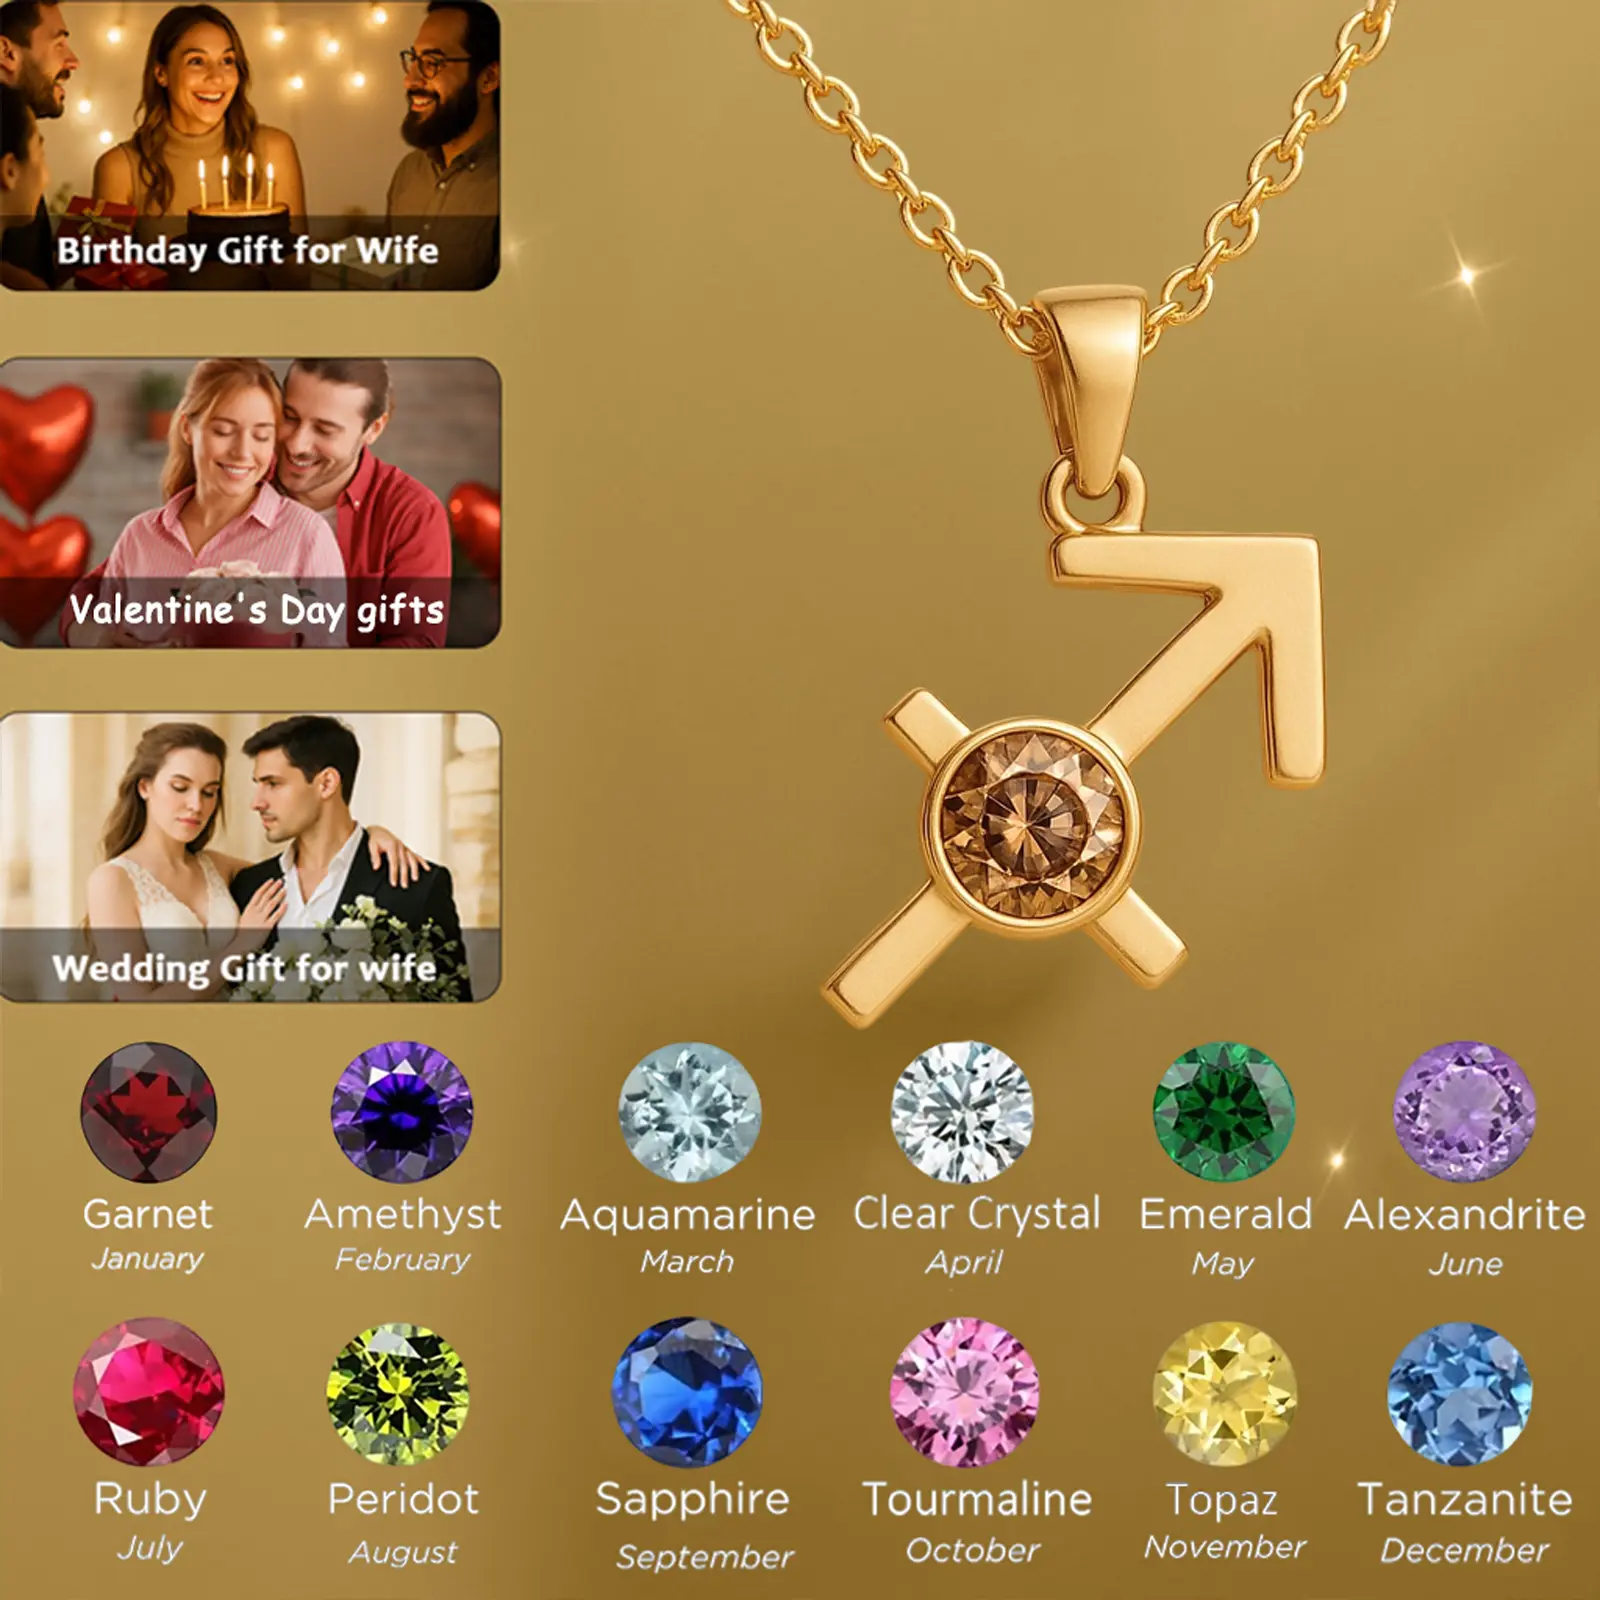 Birthday Gift for Wife
Valentine's Day gifts
Wedding Gift for wife
Garnet
January
Amethyst
February
Aquamarine
March
Clear Crystal
April
Emerald
May
Alexandrite
June
Ruby
July
Peridot
August
Sapphire
September
Tourmaline
October
Topaz
November
Tanzanite
December